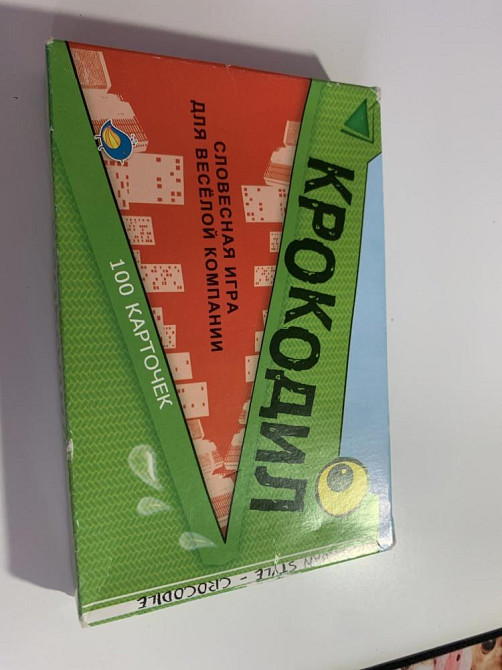 КРОКОДИЛ
СЛОВЕСНАЯ ИГРА
ДЛЯ ВЕСЁЛОЙ КОМПАНИИ
100 КАРТОЧЕК
STYLE - CROCODILE